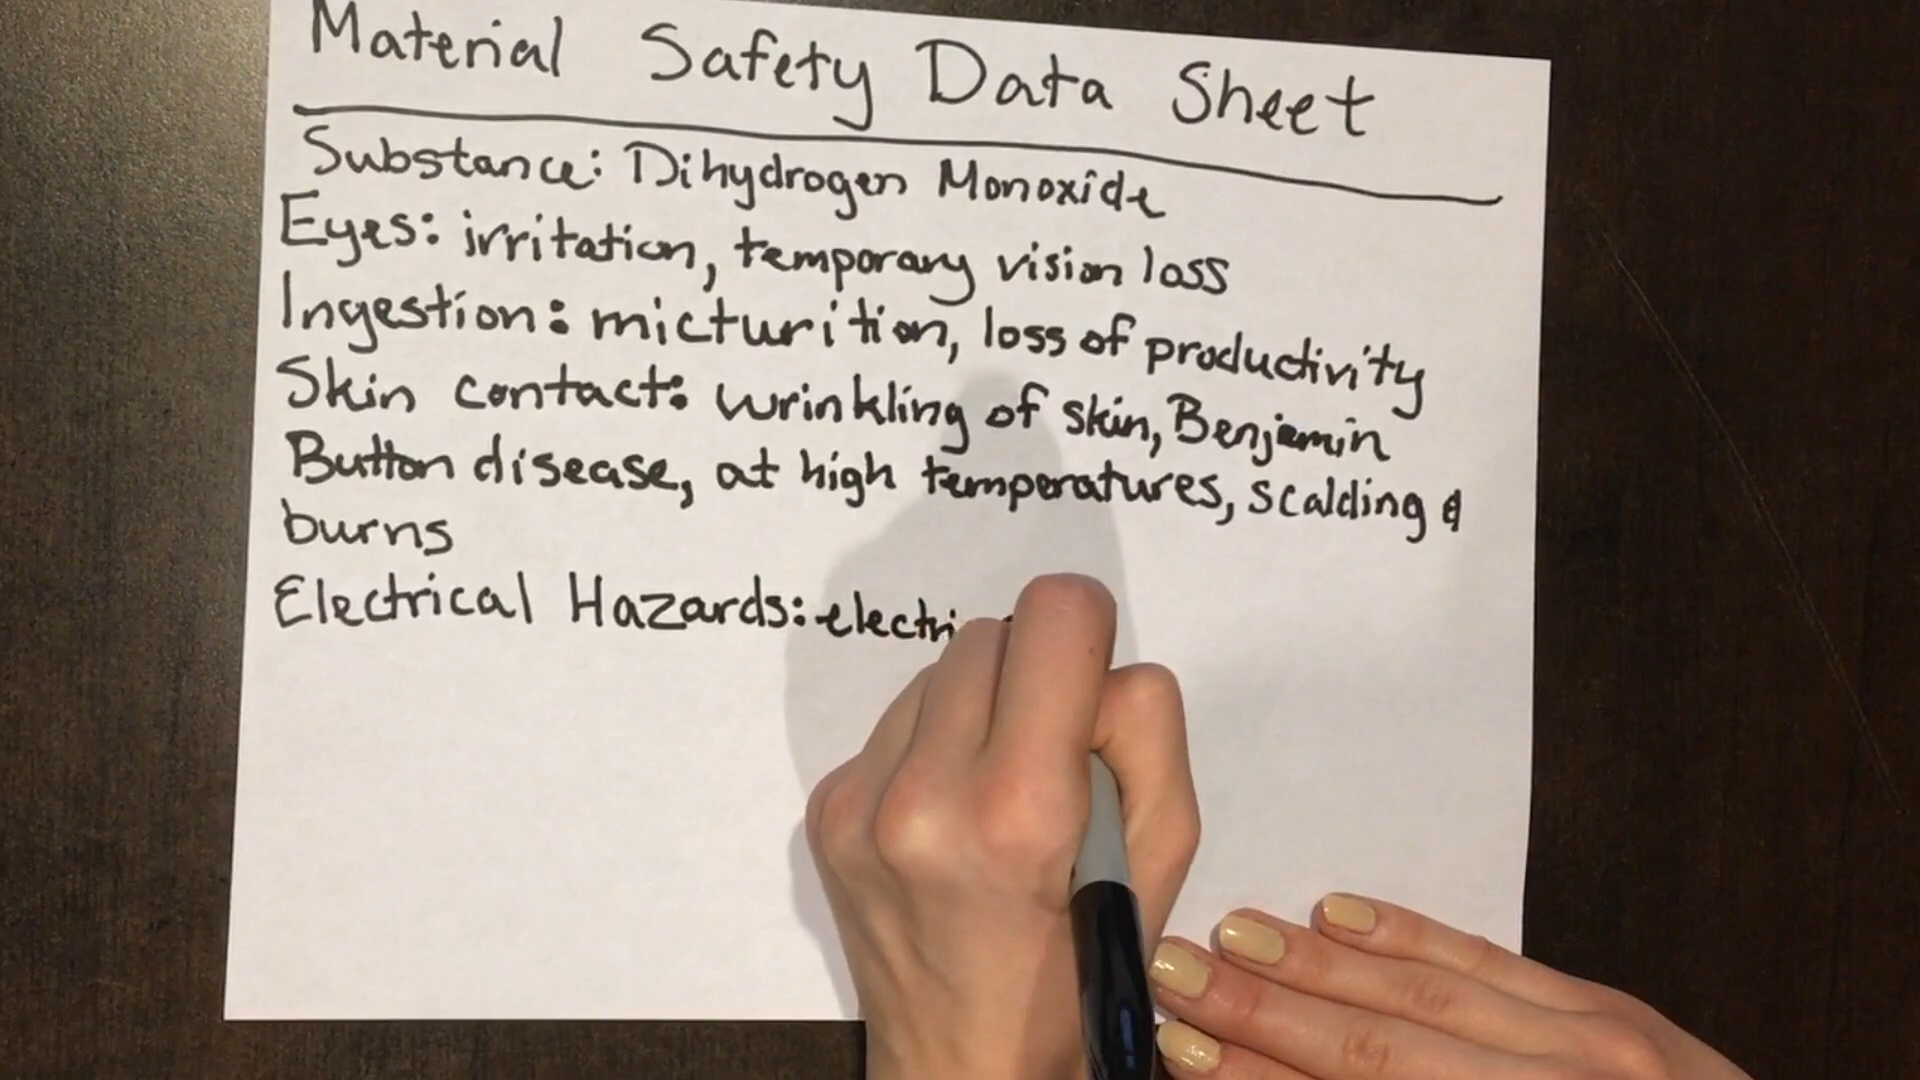 Material Safety Data Sheet
Substance: Dihydrogen Monoxide
Eyes: irritation, temporary vision loss
Ingestion: micturition, loss of productivity
Skin contact: wrinkling of skin, Benjamin
Button disease, at high temperatures, scalding &
burns
Electrical Hazards: electri